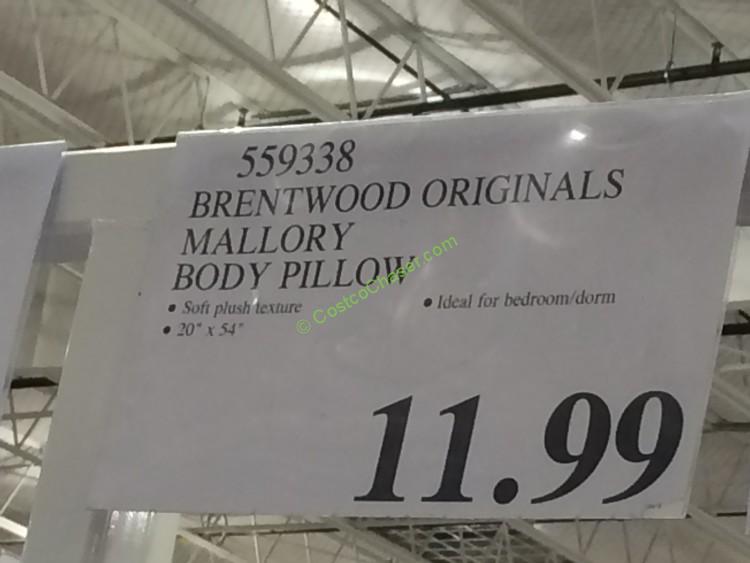 559338
BRENTWOOD ORIGINALS
MALLORY
BODY PILLOW
• Soft plush texture
• Ideal for bedroom/dorm
• 20" x 54"
© CostcoChaser.com
11.99